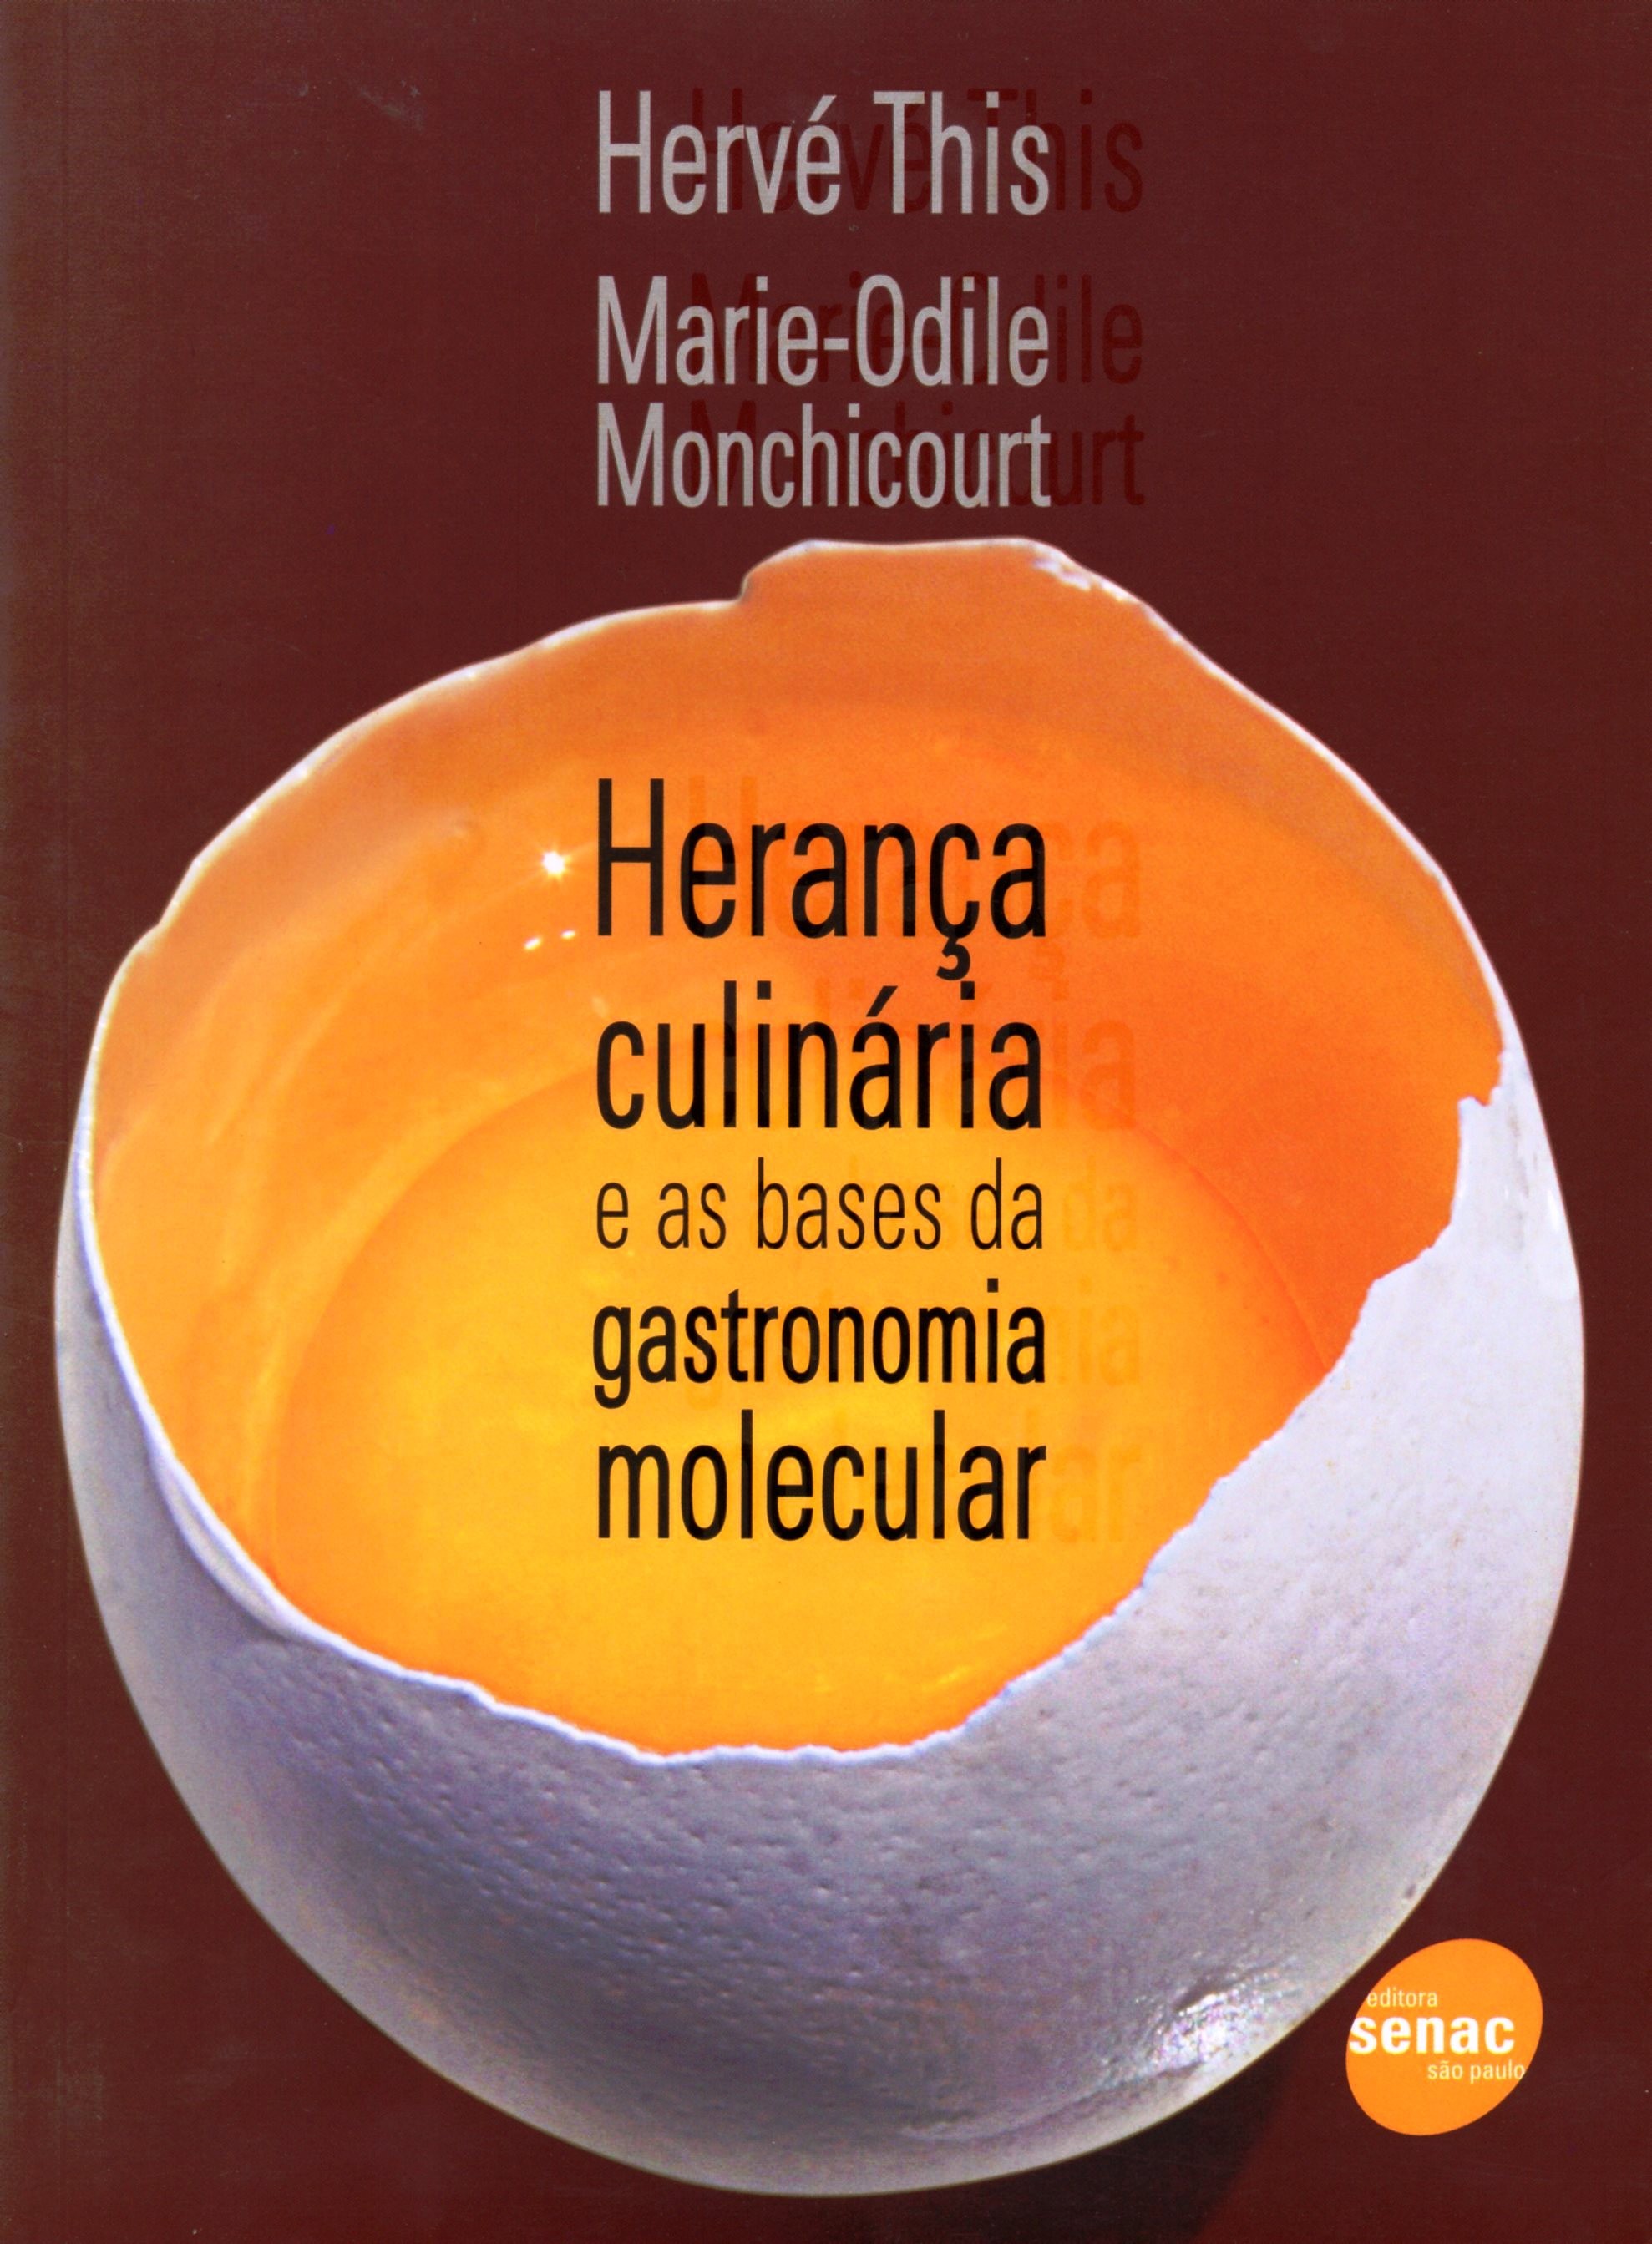 Hervé This
Marie-Odile
Monchicourt
Herança
culinária
e as bases da
gastronomia
molecular
editora
senac
são paulo